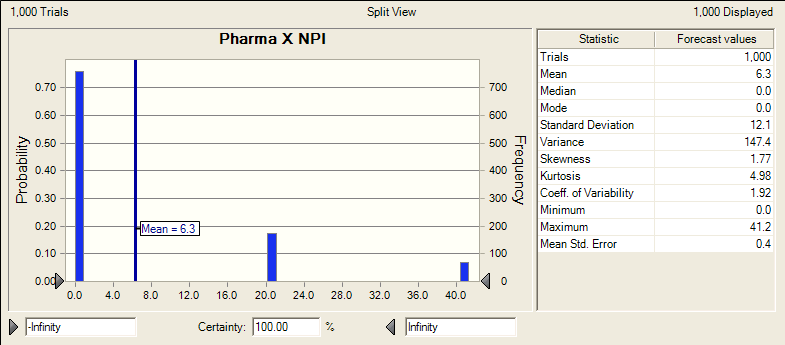 1,000 Trials Split View 1,000 Displayed
Pharma X NPI
Probability
0.70
0.60
0.50
0.40
0.30
0.20
0.10
0.00
Mean = 6.3
700
600
500
400
300
200
100
0
Frequency
0.0 4.0 8.0 12.0 16.0 20.0 24.0 28.0 32.0 36.0 40.0
Statistic Forecast values
Trials 1,000
Mean 6.3
Median 0.0
Mode 0.0
Standard Deviation 12.1
Variance 147.4
Skewness 1.77
Kurtosis 4.98
Coeff. of Variability 1.92
Minimum 0.0
Maximum 41.2
Mean Std. Error 0.4
-Infinity Certainty: 100.00 % Infinity